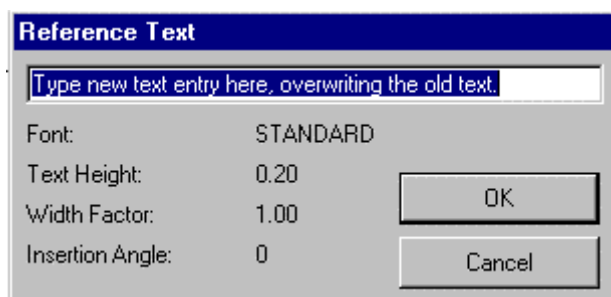 Reference Text
Type new text entry here, overwriting the old text.
Font: STANDARD
Text Height: 0.20
Width Factor: 1.00
Insertion Angle: 0
OK
Cancel